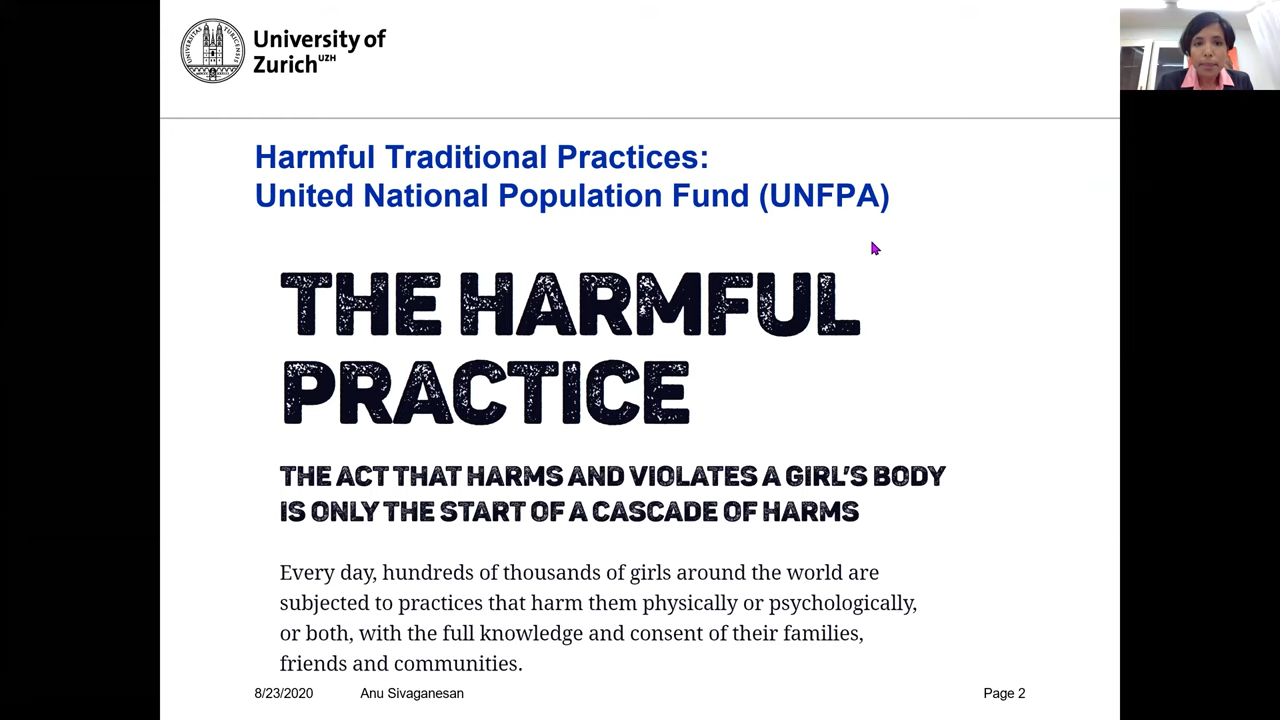 University of
Zurich UZH
Harmful Traditional Practices:
United National Population Fund (UNFPA)
THE HARMFUL
PRACTICE
THE ACT THAT HARMS AND VIOLATES A GIRL'S BODY
IS ONLY THE START OF A CASCADE OF HARMS
Every day, hundreds of thousands of girls around the world are
subjected to practices that harm them physically or psychologically,
or both, with the full knowledge and consent of their families,
friends and communities.
8/23/2020 Anu Sivaganesan Page 2